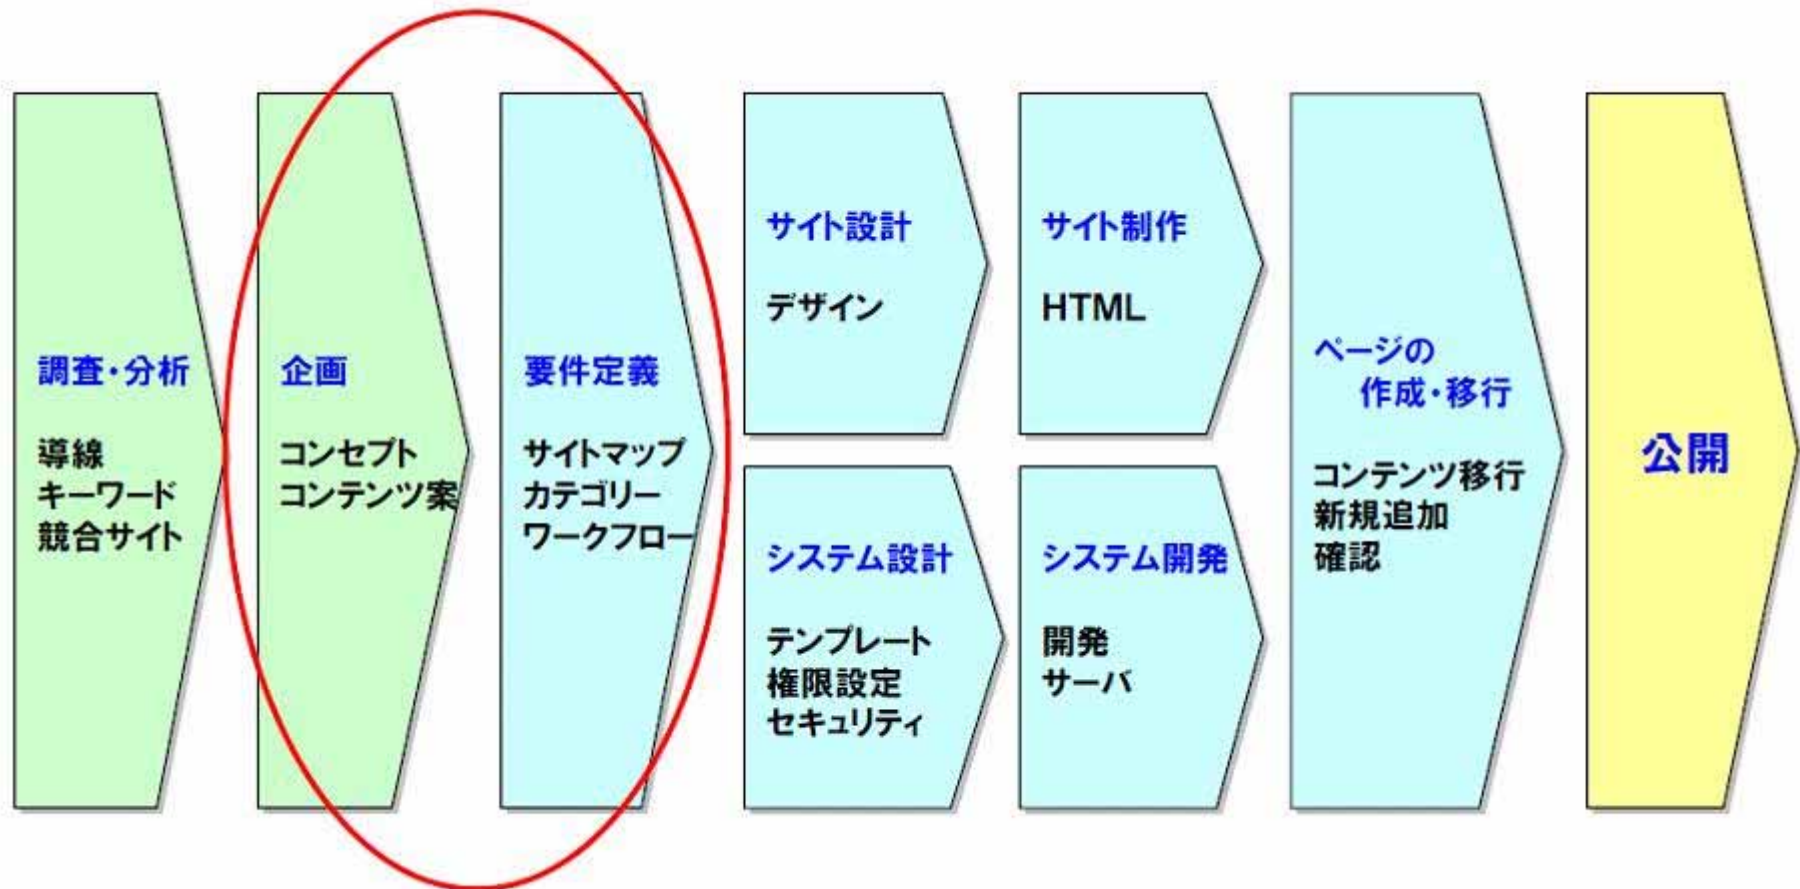 調査・分析
導線
キーワード
競合サイト
企画
コンセプト
コンテンツ案
要件定義
サイトマップ
カテゴリー
ワークフロー
サイト設計
デザイン
システム設計
テンプレート
権限設定
セキュリティ
サイト制作
HTML
システム開発
開発
サーバ
ページの
作成・移行
コンテンツ移行
新規追加
確認
公開